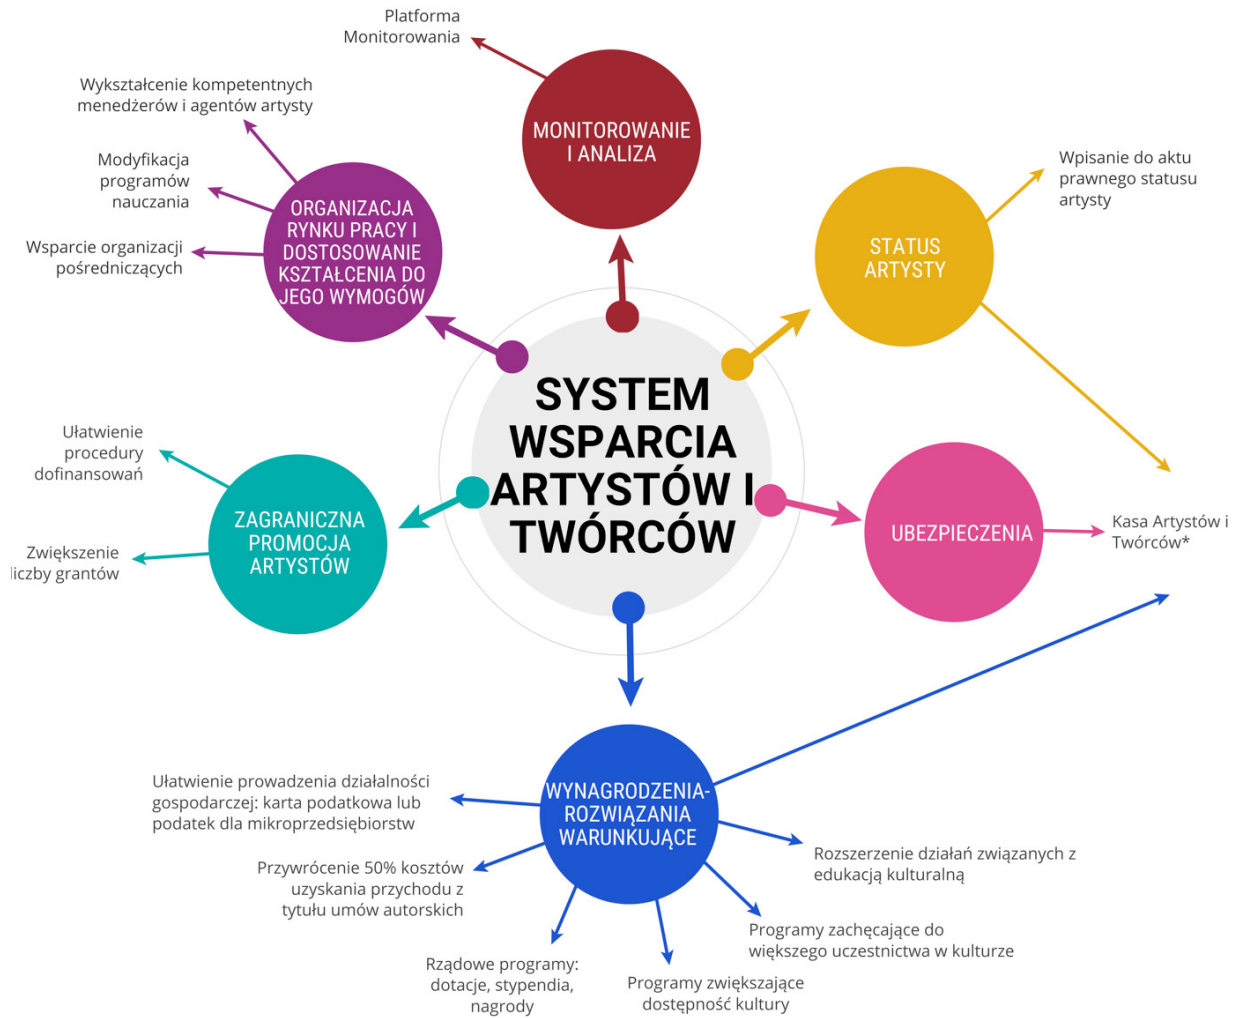 Platforma
Monitorowania
MONITOROWANIE
I ANALIZA
Wykształcenie kompetentnych
menedżerów i agentów artysty
Modyfikacja
programów
nauczania
Wsparcie organizacji
pośredniczących
ORGANIZACJA
RYNKU PRACY I
DOSTOSOWANIE
KSZTAŁCENIA DO
JEGO WYMOGÓW
STATUS
ARTYSTY
Wpisanie do aktu
prawnego statusu
artysty
SYSTEM
WSPARCIA
ARTYSTÓW I
TWÓRCÓW
Ułatwienie
procedury
dofinansowań
Zwiększenie
liczby grantów
ZAGRANICZNA
PROMOCJA
ARTYSTÓW
UBEZPIECZENIA
Kasa Artystów i
Twórców*
WYNAGRODZENIA-
ROZWIĄZANIA
WARUNKUJĄCE
Ułatwienie prowadzenia działalności
gospodarczej: karta podatkowa lub
podatek dla mikroprzedsiębiorstw
Przywrócenie 50% kosztów
uzyskania przychodu z
tytułu umów autorskich
Rządowe programy:
dotacje, stypendia,
nagrody
Programy zwiększające
dostępność kultury
Programy zachęcające do
większego uczestnictwa w kulturze
Rozszerzenie działań związanych z
edukacją kulturalną